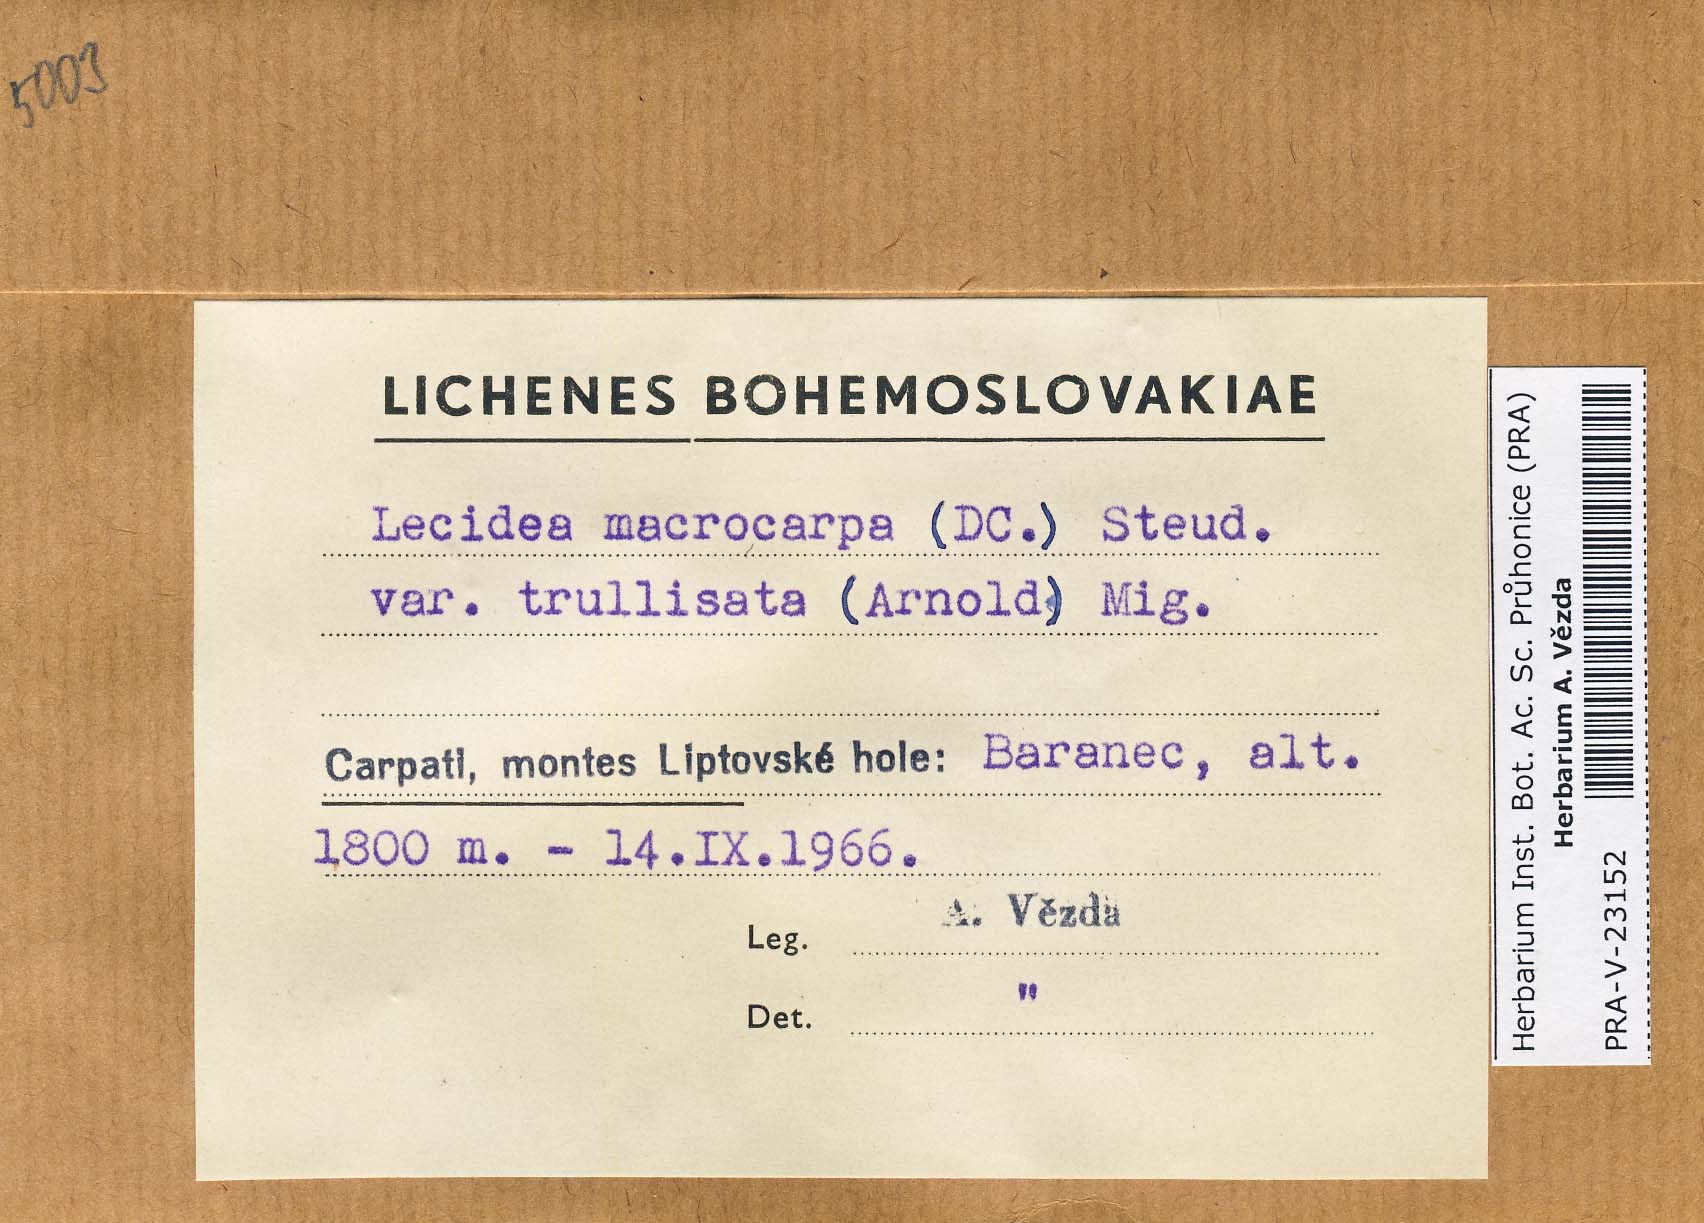 5003
LICHENES BOHEMOSLOVAKIAE
Lecidea macrocarpa (DC.) Steud.
var. trullisata (Arnold) Mig.
Carpati, montes Liptovské hole: Baranec, alt.
1800 m. - 14.IX.1966.
Leg. A. Vězda
Det. "
Herbarium Inst. Bot. Ac. Sc. Průhonice (PRA)
Herbarium A. Vězda
PRA-V-23152